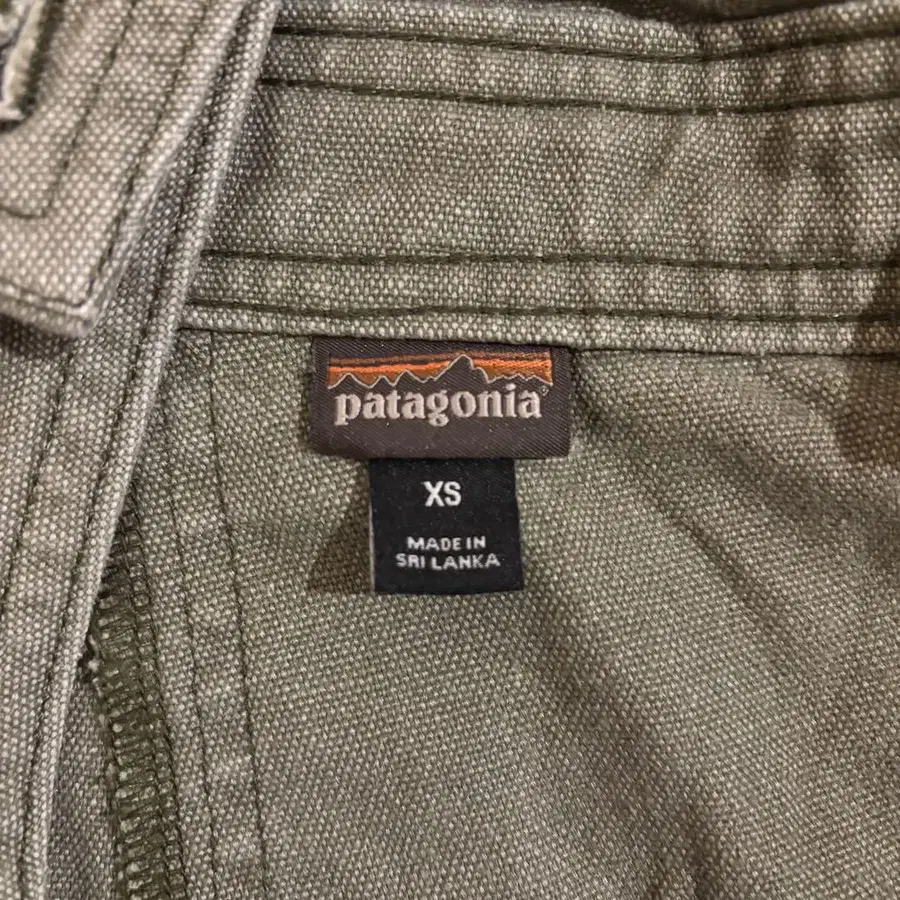 patagonia®
XS
MADE IN
SRI LANKA